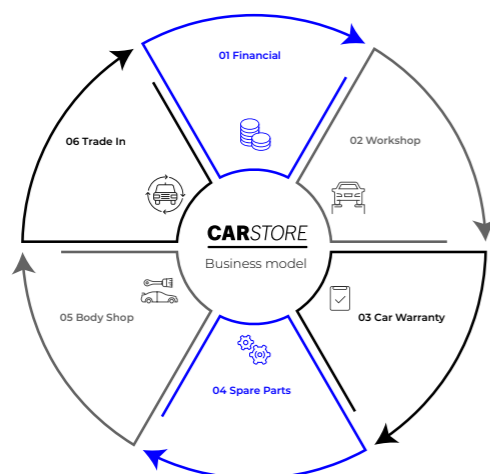 01 Financial
02 Workshop
03 Car Warranty
04 Spare Parts
05 Body Shop
06 Trade In
CARSTORE
Business model